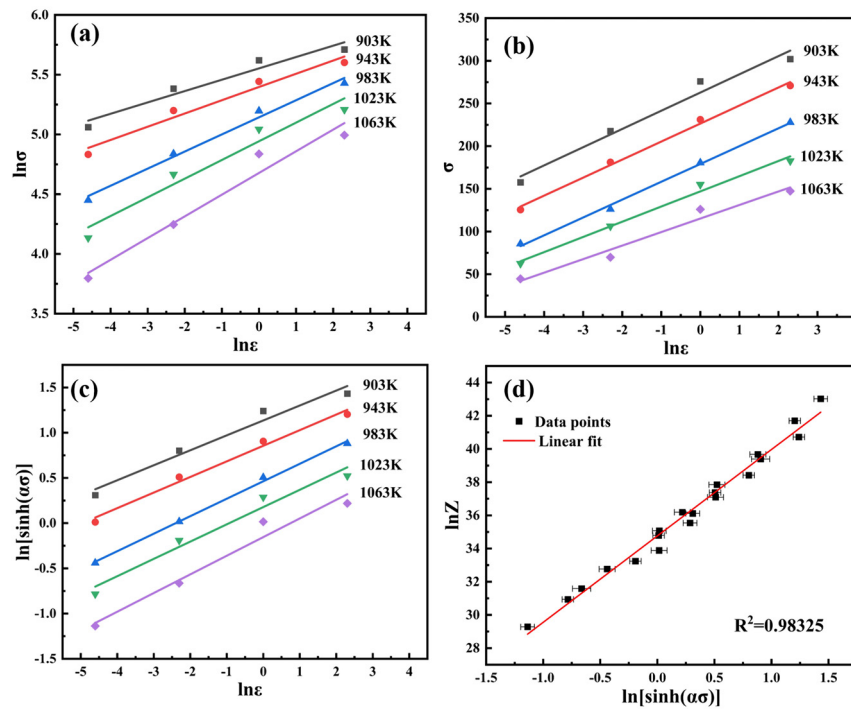 (a)
6.0
5.5
5.0
4.5
4.0
3.5
lnσ
-5 -4 -3 -2 -1 0 1 2 3 4
lnε
903K
943K
983K
1023K
1063K
(b)
350
300
250
200
150
100
50
0
σ
-5 -4 -3 -2 -1 0 1 2 3
lnε
903K
943K
983K
1023K
1063K
(c)
1.5
1.0
0.5
0.0
-0.5
-1.0
-1.5
ln[sinh(ασ)]
-5 -4 -3 -2 -1 0 1 2 3 4
lnε
903K
943K
983K
1023K
1063K
(d)
44
42
40
38
36
34
32
30
28
lnZ
-1.5 -1.0 -0.5 0.0 0.5 1.0 1.5
ln[sinh(ασ)]
Data points
Linear fit
R²=0.98325